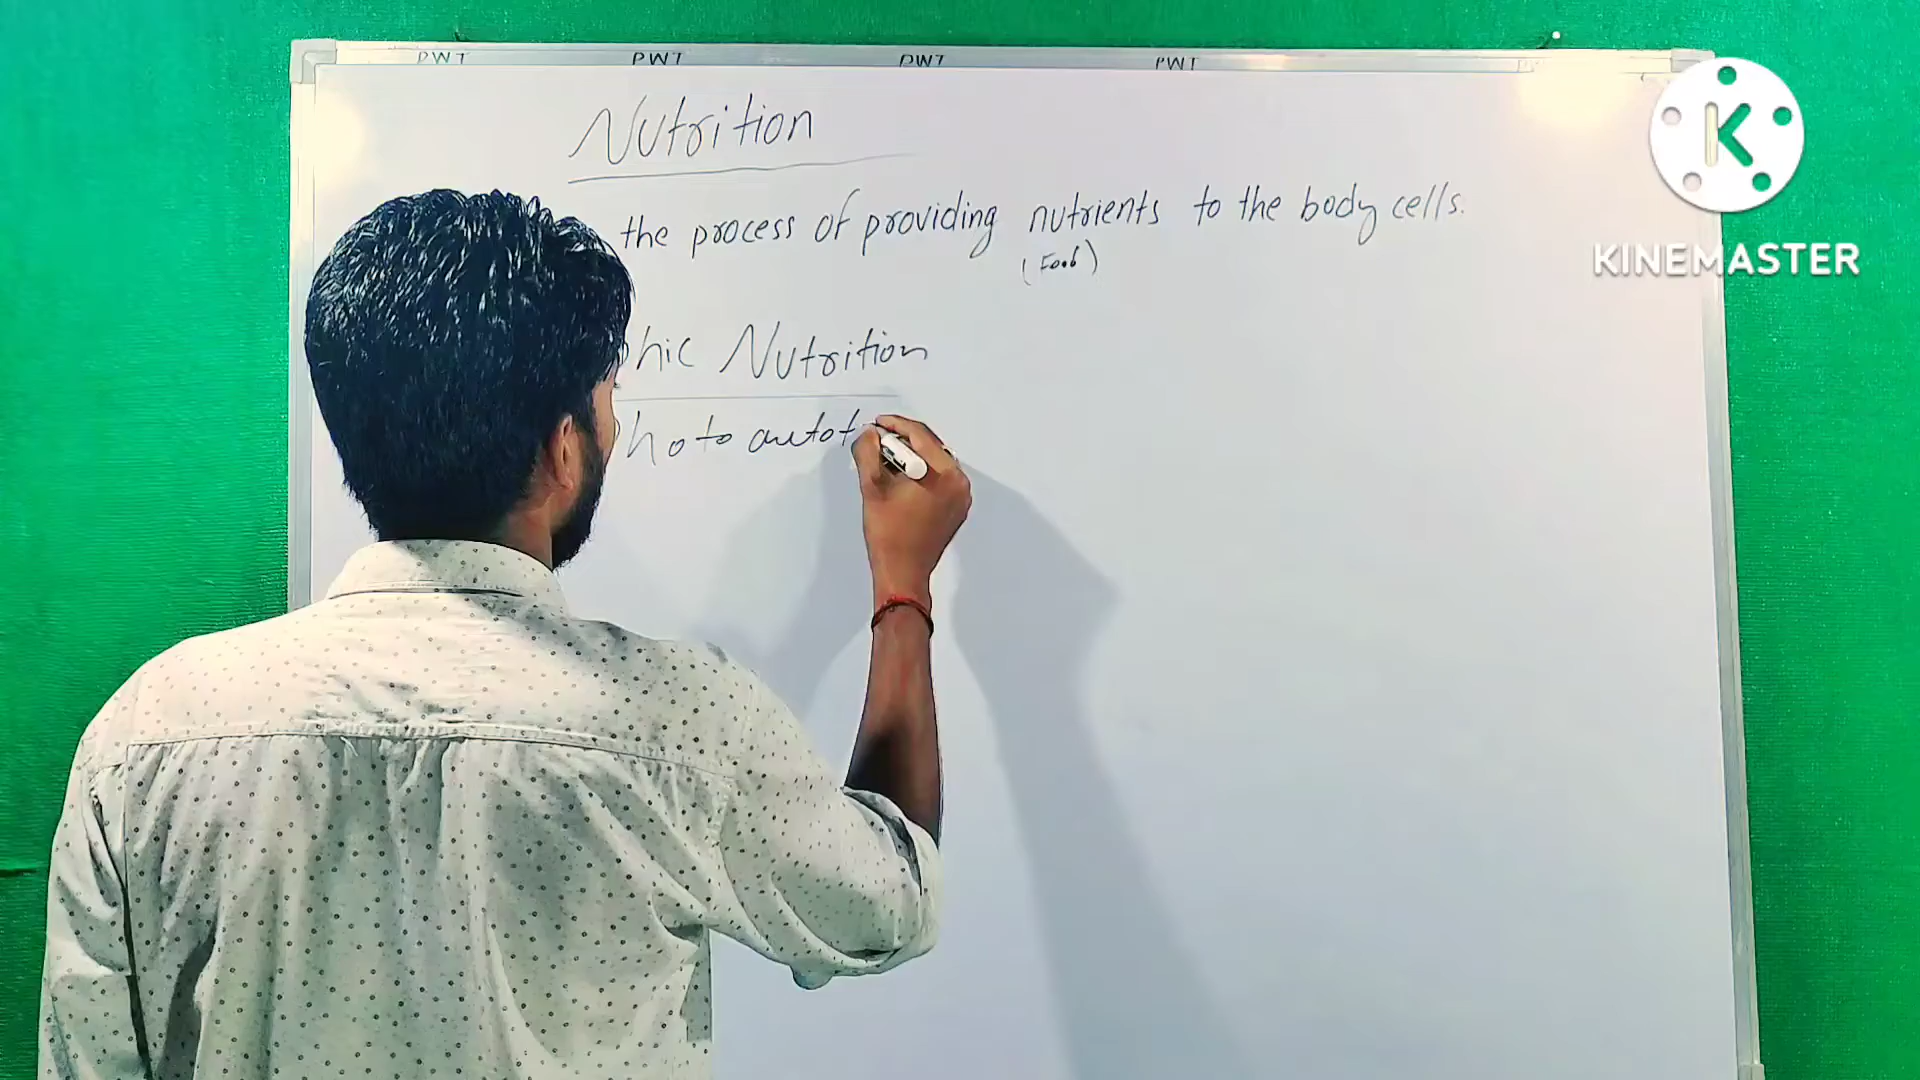 PWT PWT PWT PWT
Nutrition
the process of providing nutrients to the body cells.
(Food)
hic Nutrition
hoto autot
K
KINEMASTER